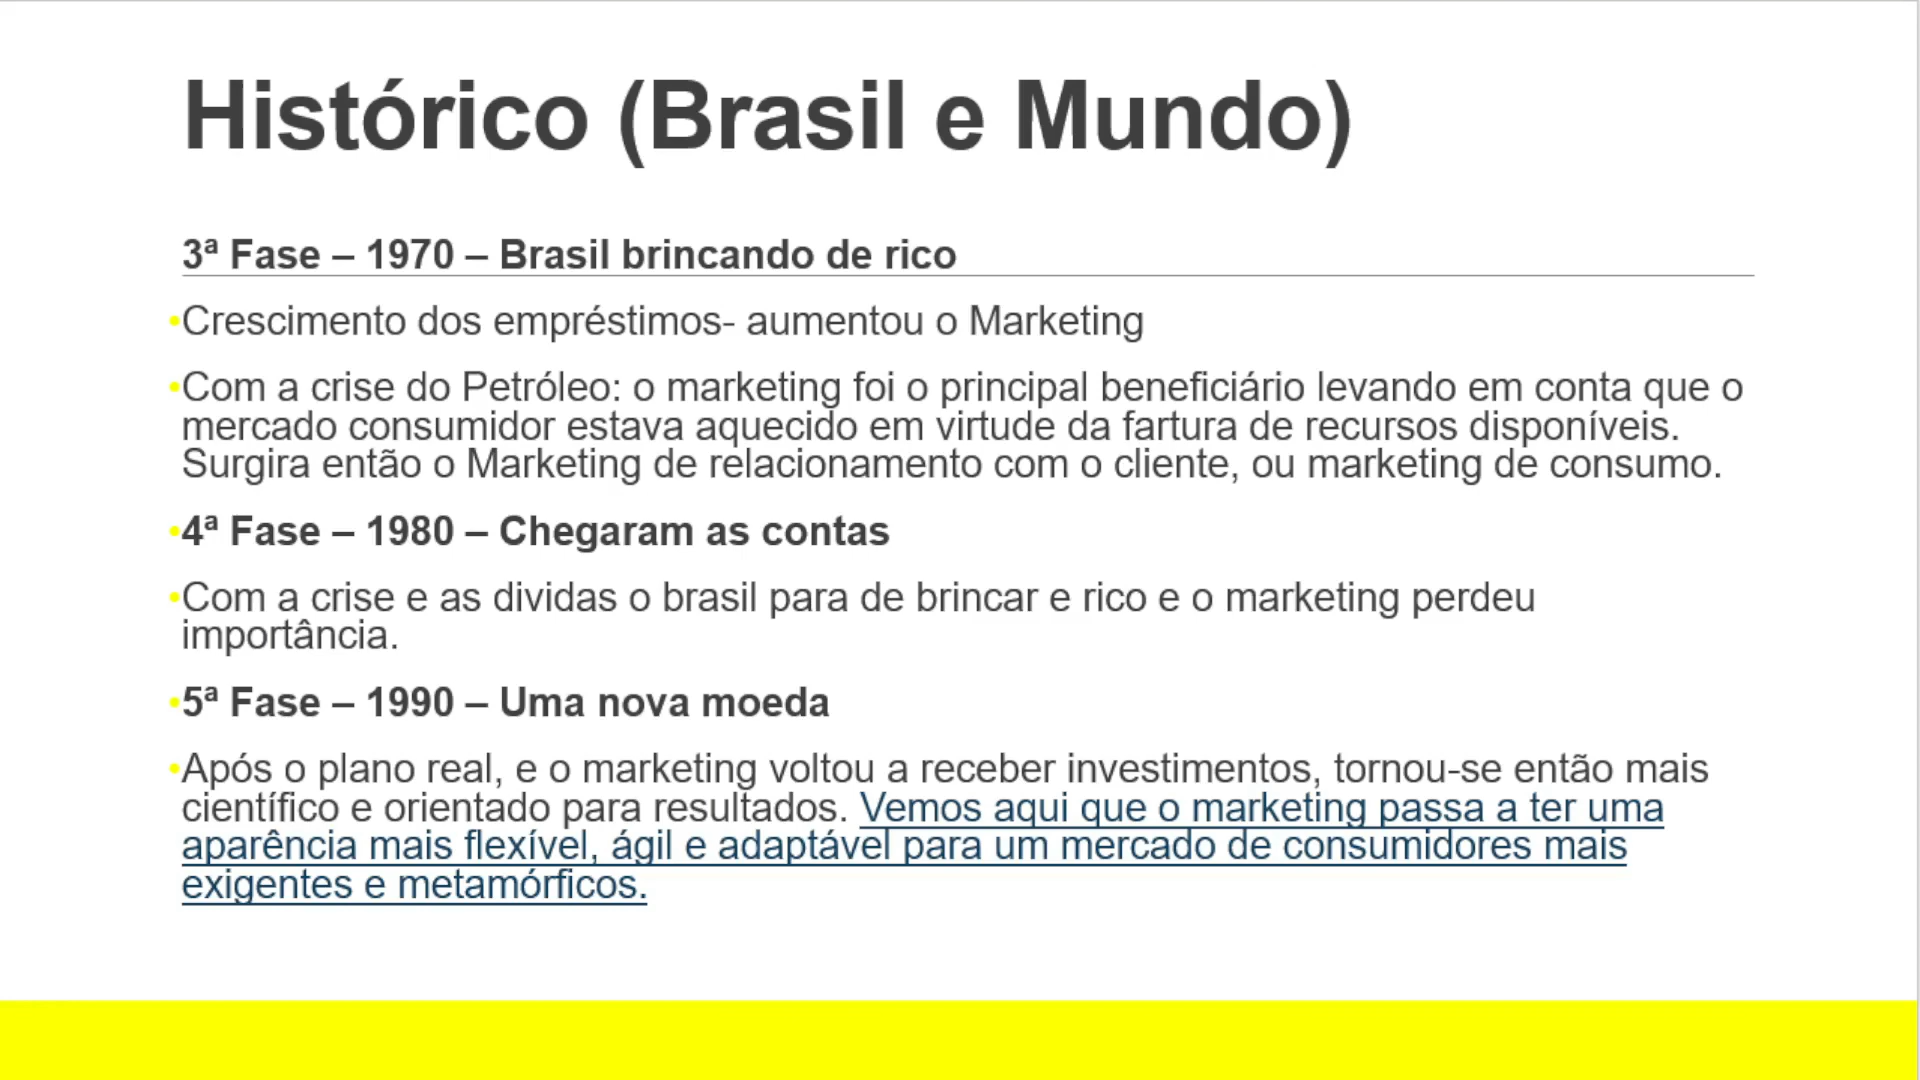 Histórico (Brasil e Mundo)
3ª Fase – 1970 – Brasil brincando de rico
•Crescimento dos empréstimos- aumentou o Marketing
•Com a crise do Petróleo: o marketing foi o principal beneficiário levando em conta que o
mercado consumidor estava aquecido em virtude da fartura de recursos disponíveis.
Surgira então o Marketing de relacionamento com o cliente, ou marketing de consumo.
•4ª Fase – 1980 – Chegaram as contas
•Com a crise e as dividas o brasil para de brincar e rico e o marketing perdeu
importância.
•5ª Fase – 1990 – Uma nova moeda
•Após o plano real, e o marketing voltou a receber investimentos, tornou-se então mais
científico e orientado para resultados. Vemos aqui que o marketing passa a ter uma
aparência mais flexível, ágil e adaptável para um mercado de consumidores mais
exigentes e metamórficos.